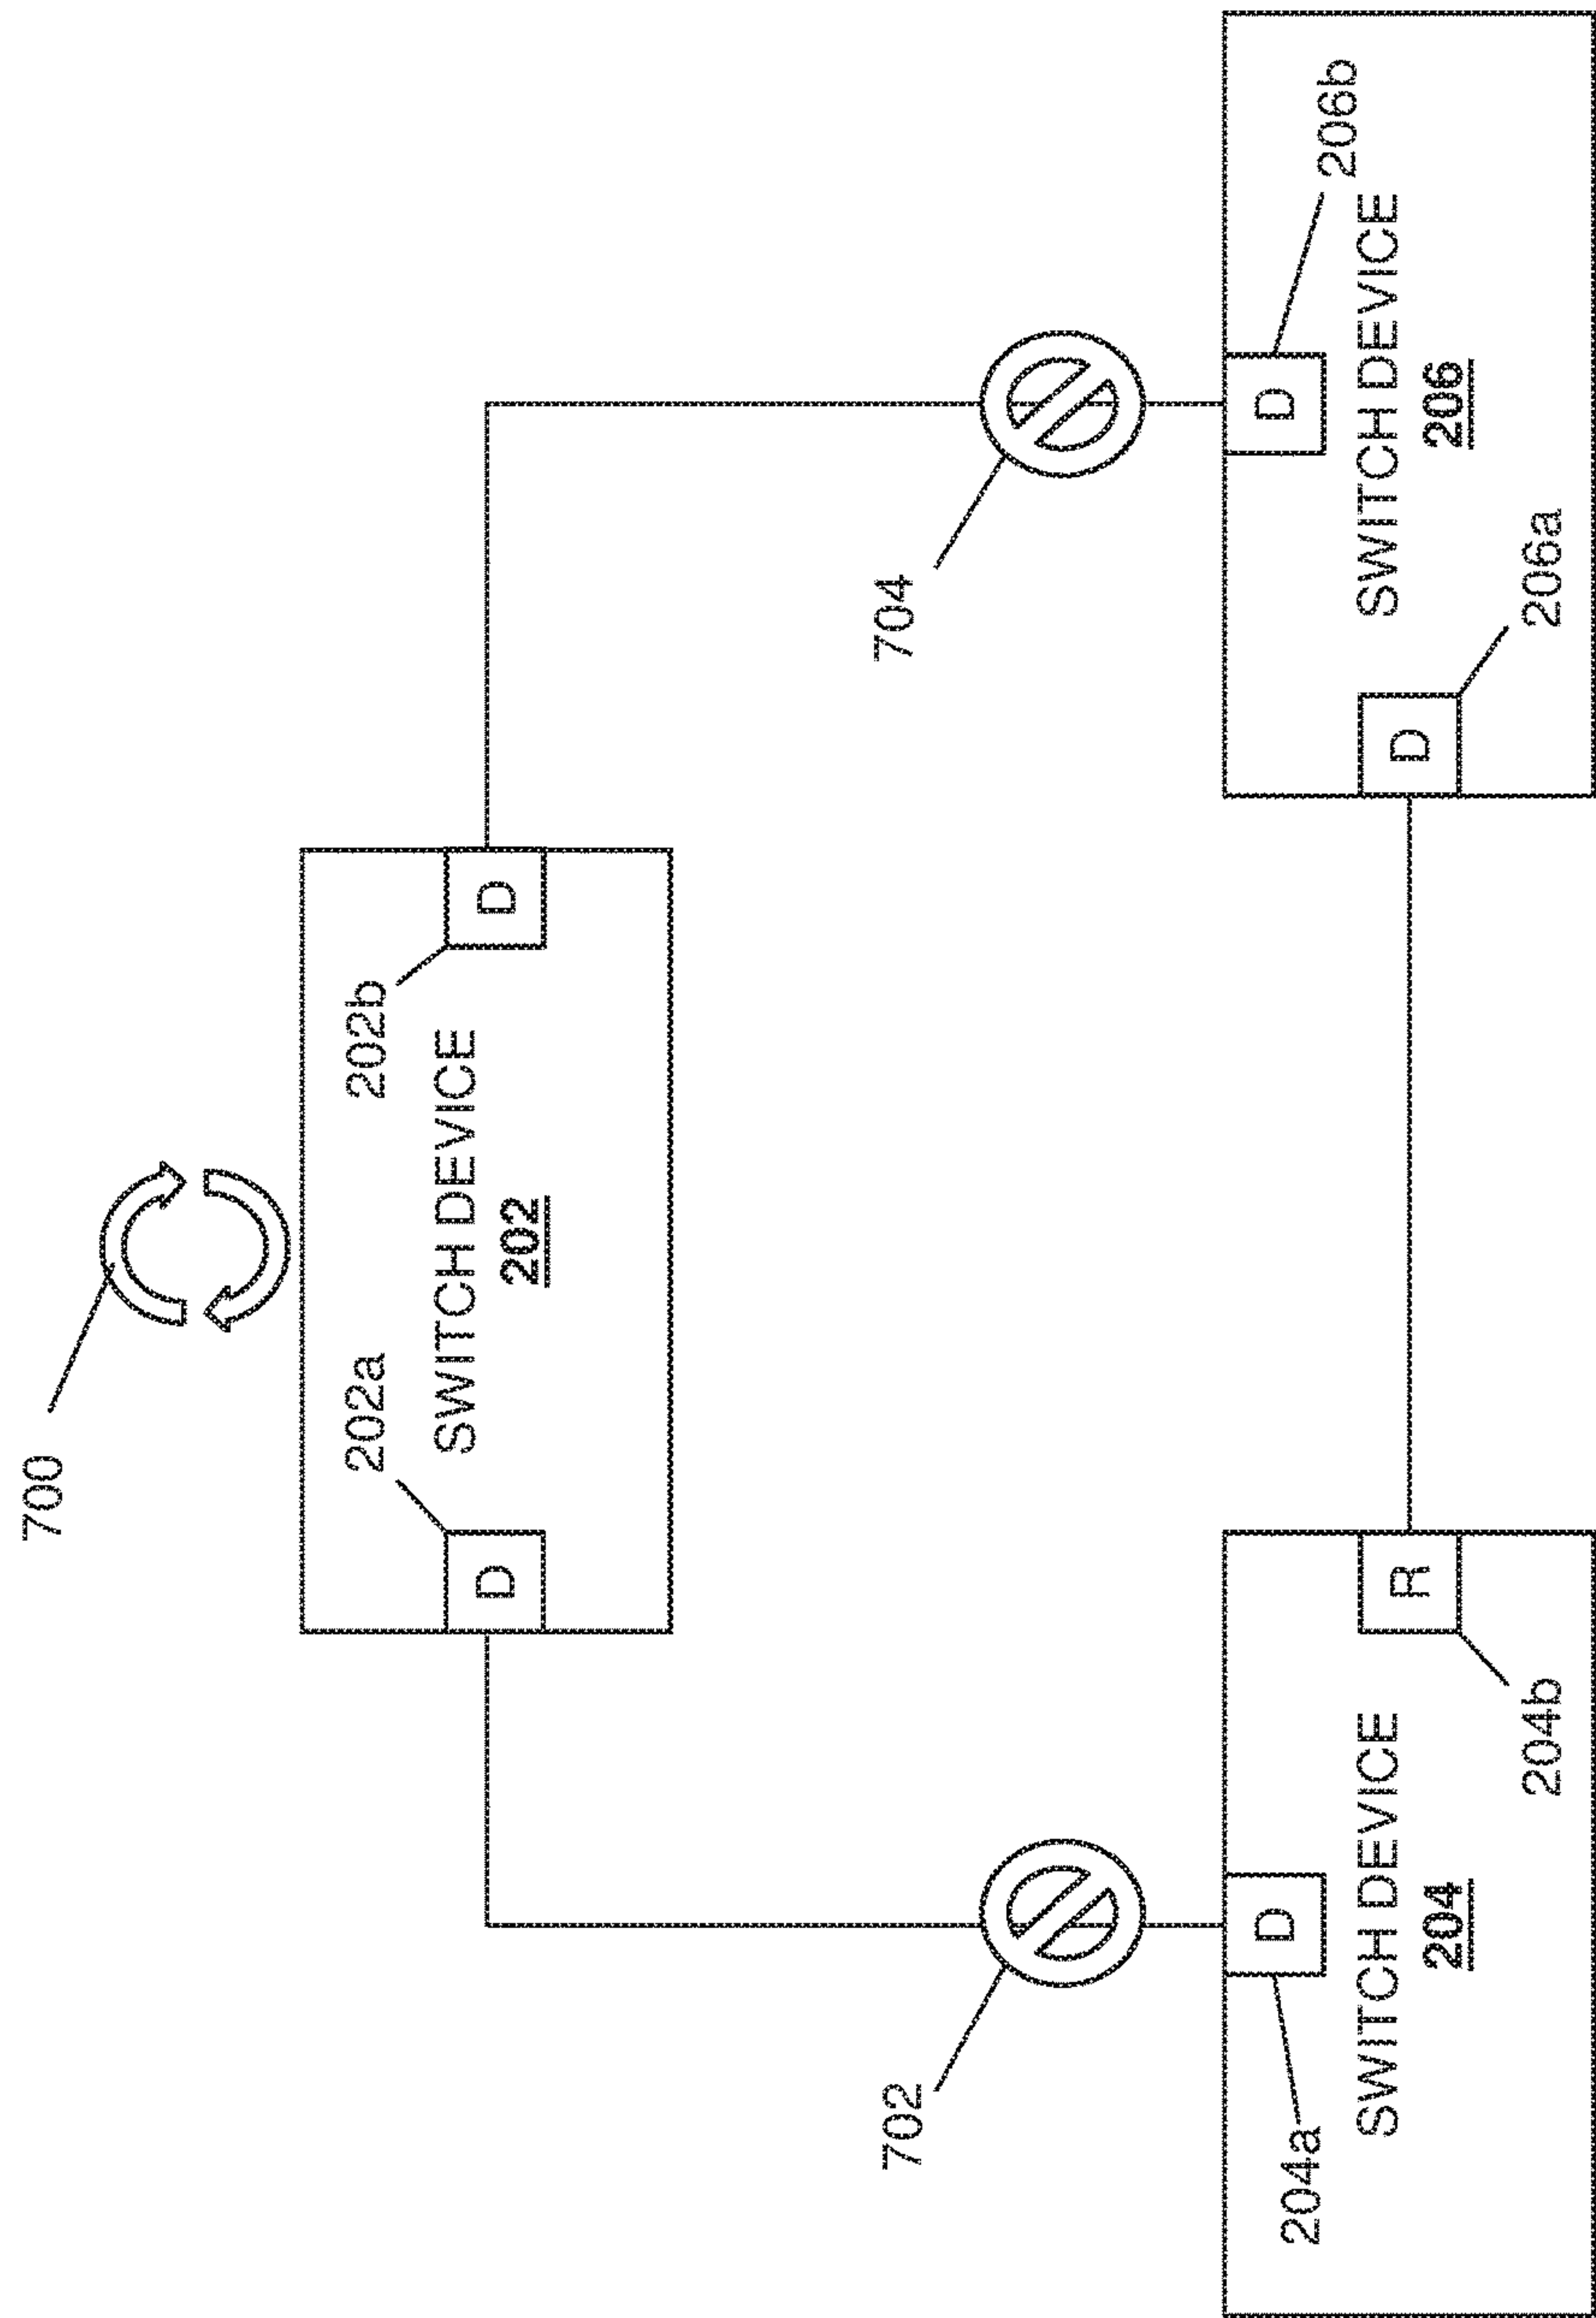 700
202a
202b
D
SWITCH DEVICE
D
202
702
704
204a
D
D
206b
SWITCH DEVICE
R
D
SWITCH DEVICE
204
206
204b
206a